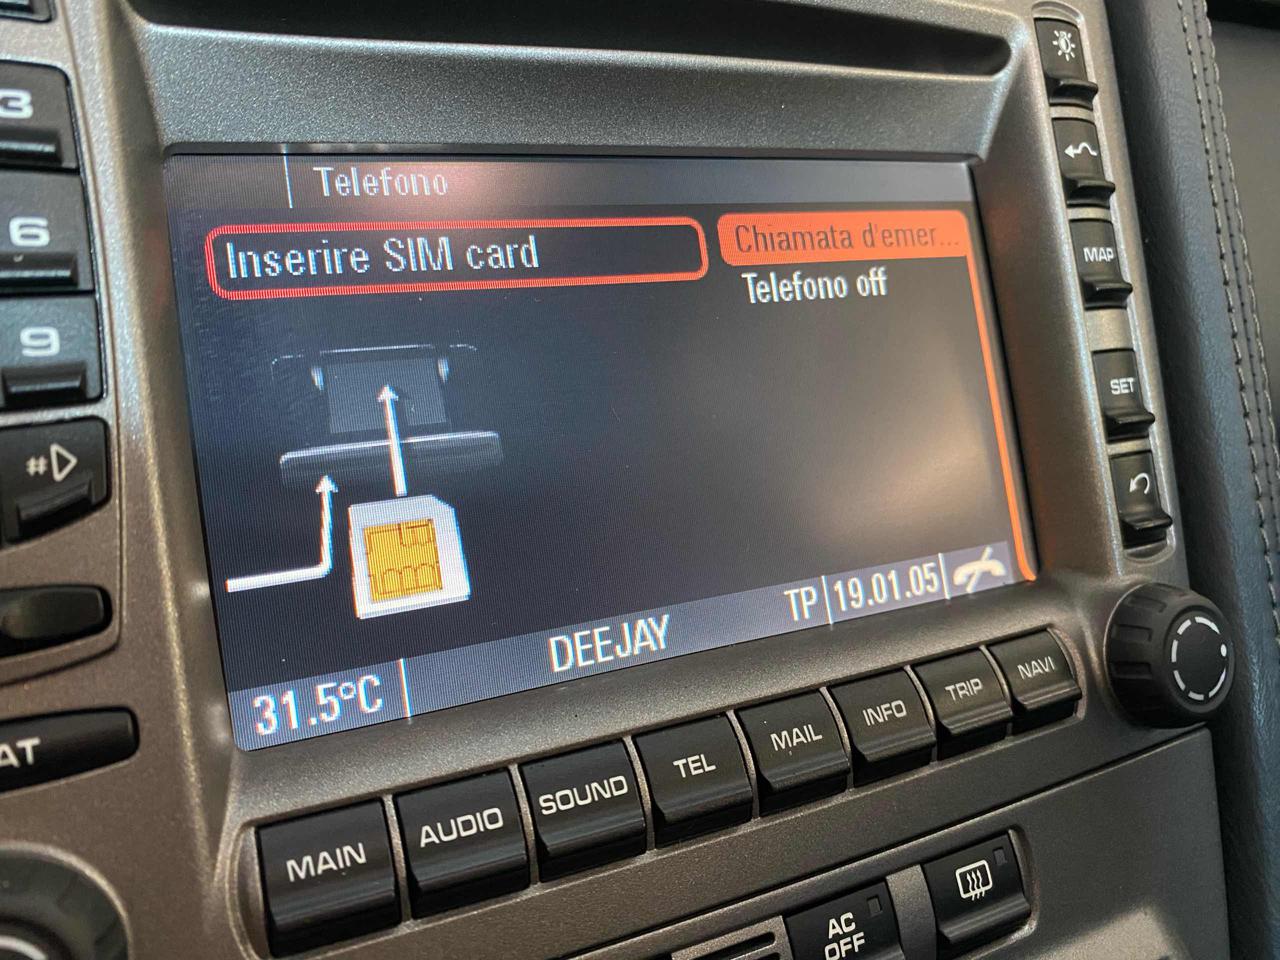 Telefono
Inserire SIM card
Chiamata d'emer...
Telefono off
31.5°C
DEEJAY
TP
19.01.05
3
6
9
#
MAP
SET
MAIN
AUDIO
SOUND
TEL
MAIL
INFO
TRIP
NAVI
AC
OFF